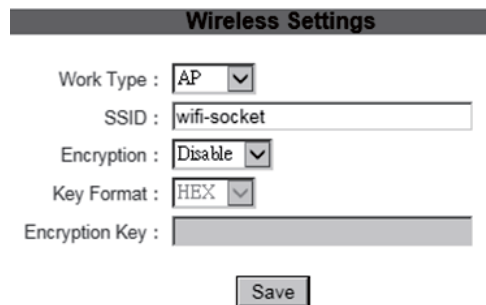 Wireless Settings
Work Type : AP
SSID : wifi-socket
Encryption : Disable
Key Format : HEX
Encryption Key :
Save